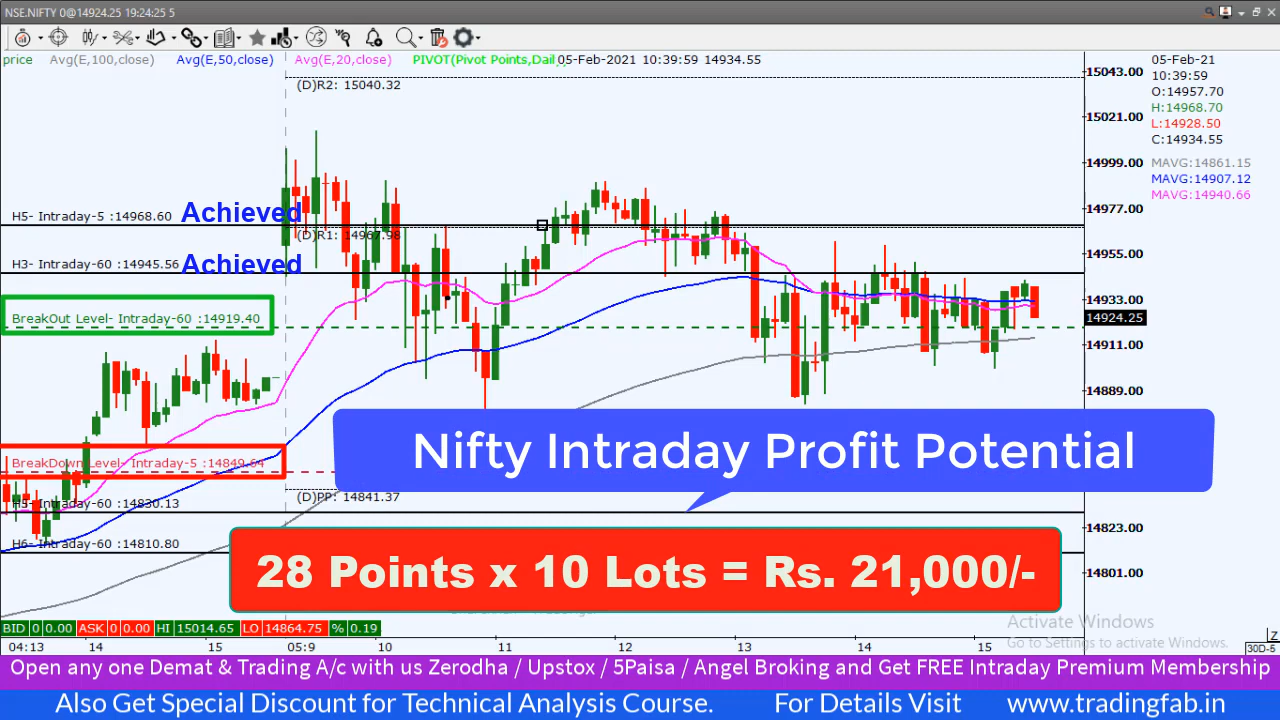 NSE.NIFTY 0@14924.25 19:24:25 5
price Avg(E,100,close) Avg(E,50,close) Avg(E,20,close) PIVOT(Pivot Points,Dail 05-Feb-2021 10:39:59 14934.55
05-Feb-21
10:39:59
O:14957.70
H:14968.70
L:14928.50
C:14934.55
MAVG:14861.15
MAVG:14907.12
MAVG:14940.66
15043.00
15021.00
14999.00
14977.00
14955.00
14933.00
14924.25
14911.00
14889.00
14823.00
14801.00
(D)R2: 15040.32
H5- Intraday-5 :14968.60 Achieved
(D)R1: 14967.98
H3- Intraday-60 :14945.56 Achieved
BreakOut Level- Intraday-60 :14919.40
BreakDown Level- Intraday-5 :14849.64
Nifty Intraday Profit Potential
(D)PP: 14841.37
H5- Intraday-60 :14830.13
H6- Intraday-60 :14810.80
28 Points x 10 Lots = Rs. 21,000/-
Activate Windows
Go to Settings to activate Windows.
BID 0 0.00 ASK 0 0.00 HI 15014.65 LO 14864.75 % 0.19
Z
04:13 14 15 05:9 10 11 12 13 14 15 30D-5
Open any one Demat & Trading A/c with us Zerodha / Upstox / 5Paisa / Angel Broking and Get FREE Intraday Premium Membership
Also Get Special Discount for Technical Analysis Course. For Details Visit www.tradingfab.in